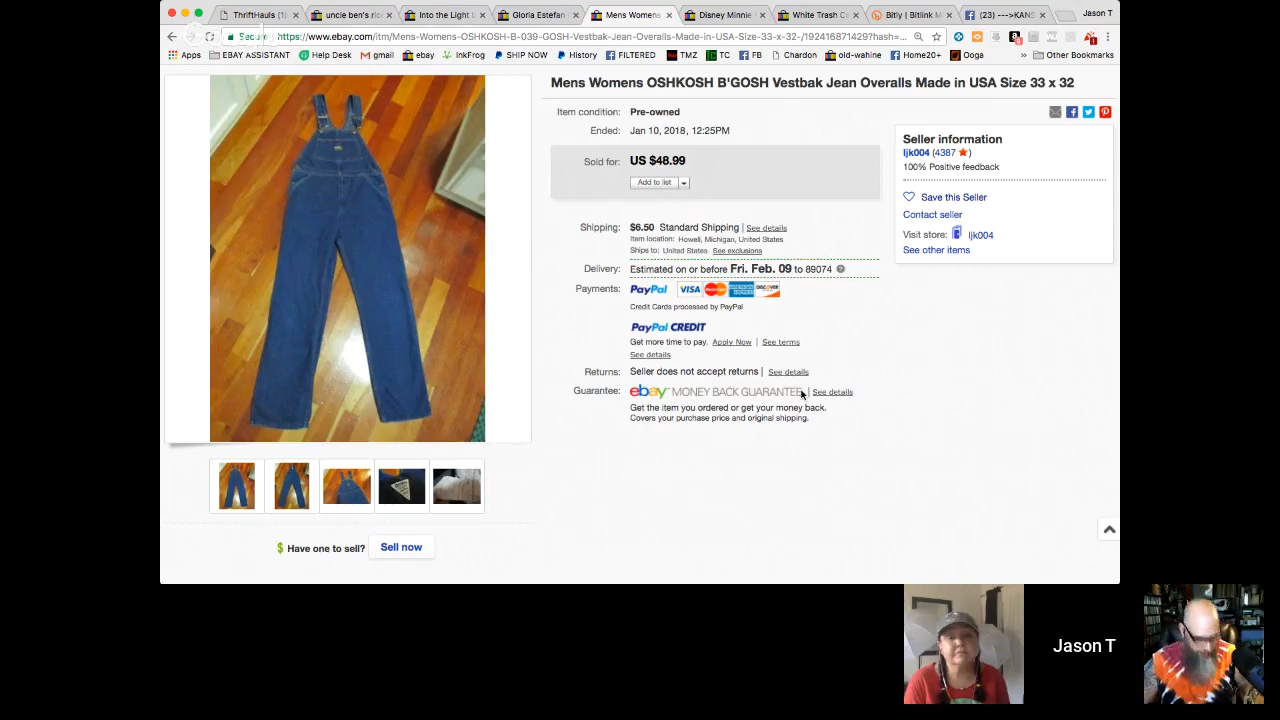 ThriftHauls (1)
uncle ben's ric
Into the Light
Gloria Estefan
Mens Womens
Disney Minnie
White Trash Co
Bitly | Bitlink M
(23) --->KANS
Jason T
Secure
https://www.ebay.com/itm/Mens-Womens-OSHKOSH-B-039-GOSH-Vestbak-Jean-Overalls-Made-in-USA-Size-33-x-32-/192416871429?hash=...
Apps
EBAY ASSISTANT
Help Desk
gmail
ebay
InkFrog
SHIP NOW
History
FILTERED
TMZ
TC
FB
Chardon
old-wahine
Home20+
Ooga
»
Other Bookmarks
Mens Womens OSHKOSH B'GOSH Vestbak Jean Overalls Made in USA Size 33 x 32
Item condition: Pre-owned
Ended: Jan 10, 2018, 12:25PM
Sold for: US $48.99
Add to list
Shipping: $6.50 Standard Shipping | See details
Item location: Howell, Michigan, United States
Ships to: United States See exclusions
Delivery: Estimated on or before Fri. Feb. 09 to 89074
Payments: PayPal VISA MasterCard AMERICAN EXPRESS DISCOVER
Credit Cards processed by PayPal
PayPal CREDIT
Get more time to pay. Apply Now | See terms
See details
Returns: Seller does not accept returns | See details
Guarantee: ebay MONEY BACK GUARANTEE | See details
Get the item you ordered or get your money back.
Covers your purchase price and original shipping.
Seller information
ljk004 (4387 ★)
100% Positive feedback
Save this Seller
Contact seller
Visit store: ljk004
See other items
$ Have one to sell? Sell now
Jason T